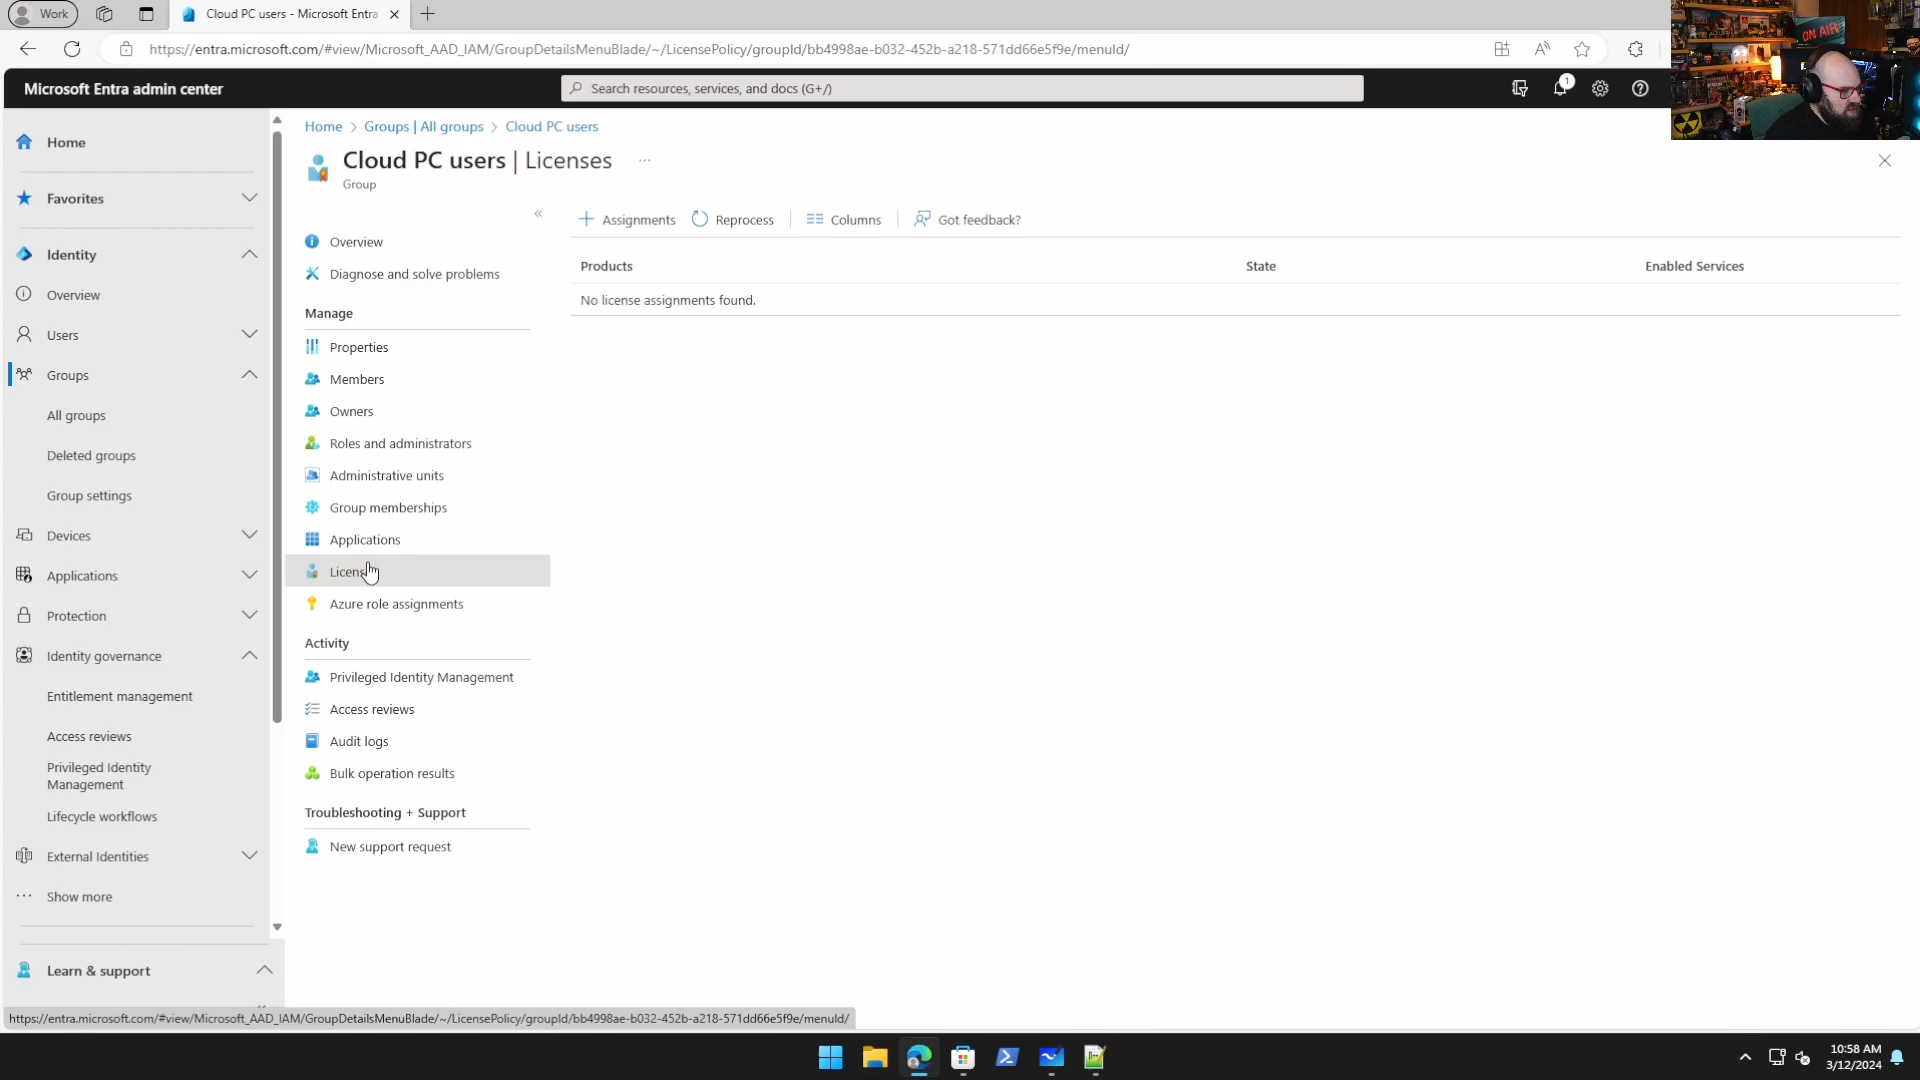 Work
Cloud PC users - Microsoft Entra
https://entra.microsoft.com/#view/Microsoft_AAD_IAM/GroupDetailsMenuBlade/~/LicensePolicy/groupId/bb4998ae-b032-452b-a218-571dd66e5f9e/menuId/
ON AIR
Microsoft Entra admin center
Search resources, services, and docs (G+/)
1
Home
Favorites
Identity
Overview
Users
Groups
All groups
Deleted groups
Group settings
Devices
Applications
Protection
Identity governance
Entitlement management
Access reviews
Privileged Identity
Management
Lifecycle workflows
External Identities
Show more
Learn & support
Home > Groups | All groups > Cloud PC users
Cloud PC users | Licenses
Group
Overview
Diagnose and solve problems
Manage
Properties
Members
Owners
Roles and administrators
Administrative units
Group memberships
Applications
Azure role assignments
Activity
Privileged Identity Management
Access reviews
Audit logs
Bulk operation results
Troubleshooting + Support
New support request
Assignments
Reprocess
Columns
Got feedback?
Products
State
Enabled Services
No license assignments found.
https://entra.microsoft.com/#view/Microsoft_AAD_IAM/GroupDetailsMenuBlade/~/LicensePolicy/groupId/bb4998ae-b032-452b-a218-571dd66e5f9e/menuId/
10:58 AM
3/12/2024